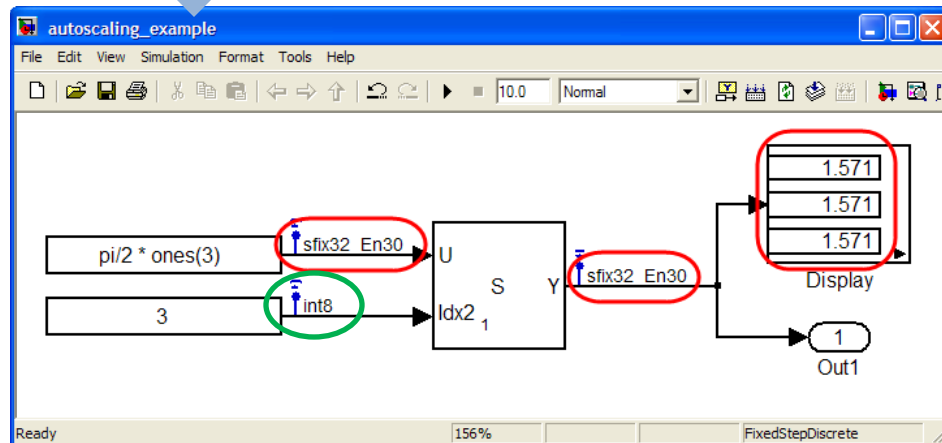 autoscaling_example
File Edit View Simulation Format Tools Help
10.0 Normal
1.571
sfix32_En30
1.571
pi/2 * ones(3)
U
1.571
S
Y
sfix32_En30
Display
int8
3
Idx2
1
1
Out1
Ready 156% FixedStepDiscrete